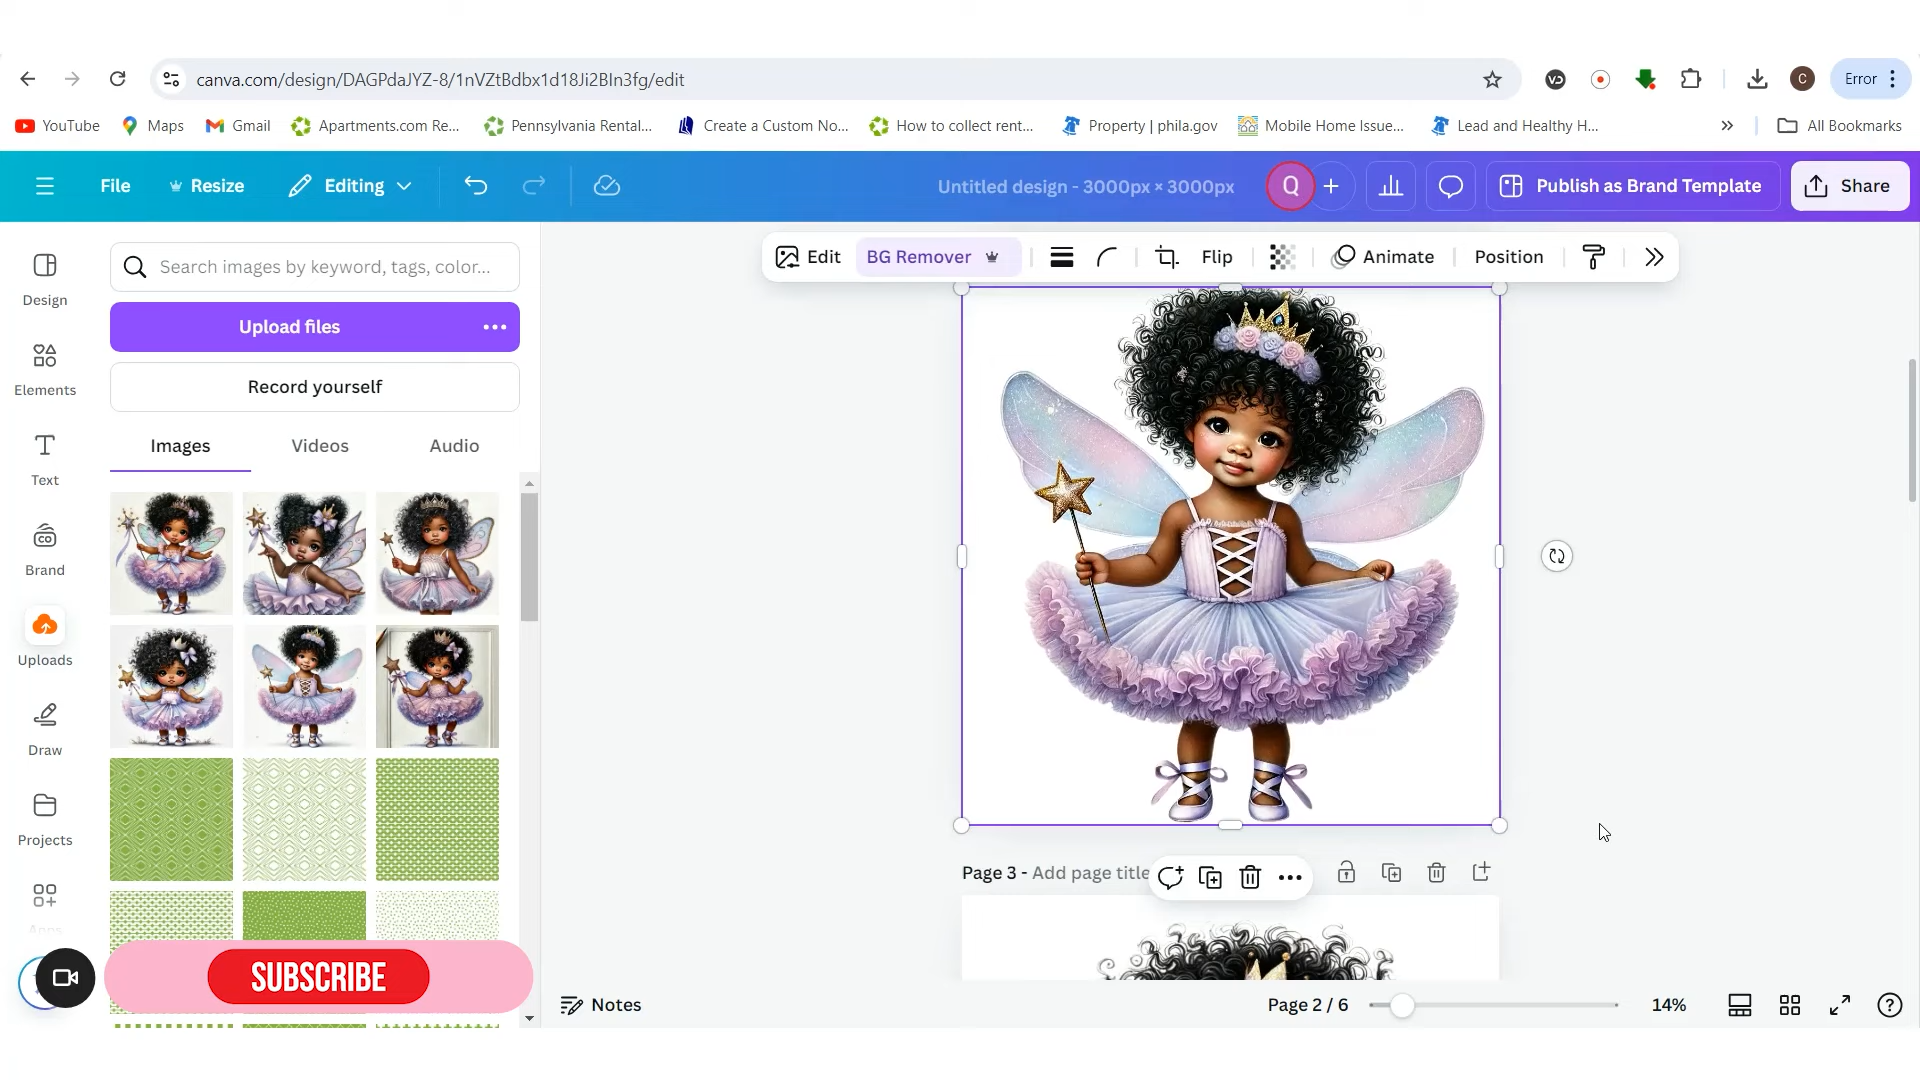 canva.com/design/DAGPdaJYZ-8/1nVZtBdbx1d18Ji2BIn3fg/edit
C
Error
YouTube
Maps
Gmail
Apartments.com Re...
Pennsylvania Rental...
Create a Custom No...
How to collect rent...
Property | phila.gov
Mobile Home Issue...
Lead and Healthy H...
All Bookmarks
File
Resize
Editing
Untitled design - 3000px × 3000px
Q
Publish as Brand Template
Share
Design
Elements
Text
Brand
Uploads
Draw
Projects
Apps
Search images by keyword, tags, color...
Upload files
Record yourself
Images
Videos
Audio
Edit
BG Remover
Flip
Animate
Position
Page 3 - Add page title
SUBSCRIBE
Notes
Page 2 / 6
14%